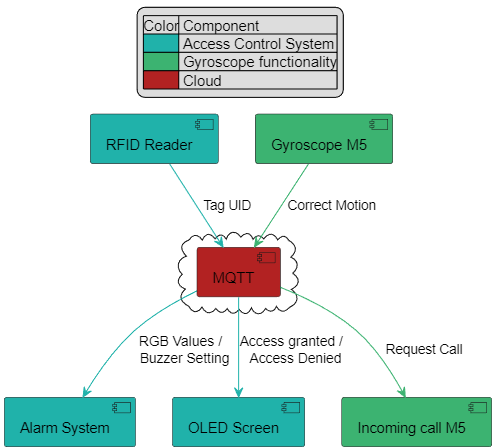 Color Component
Access Control System
Gyroscope functionality
Cloud
RFID Reader
Gyroscope M5
Tag UID
Correct Motion
MQTT
RGB Values /
Buzzer Setting
Access granted /
Access Denied
Request Call
Alarm System
OLED Screen
Incoming call M5